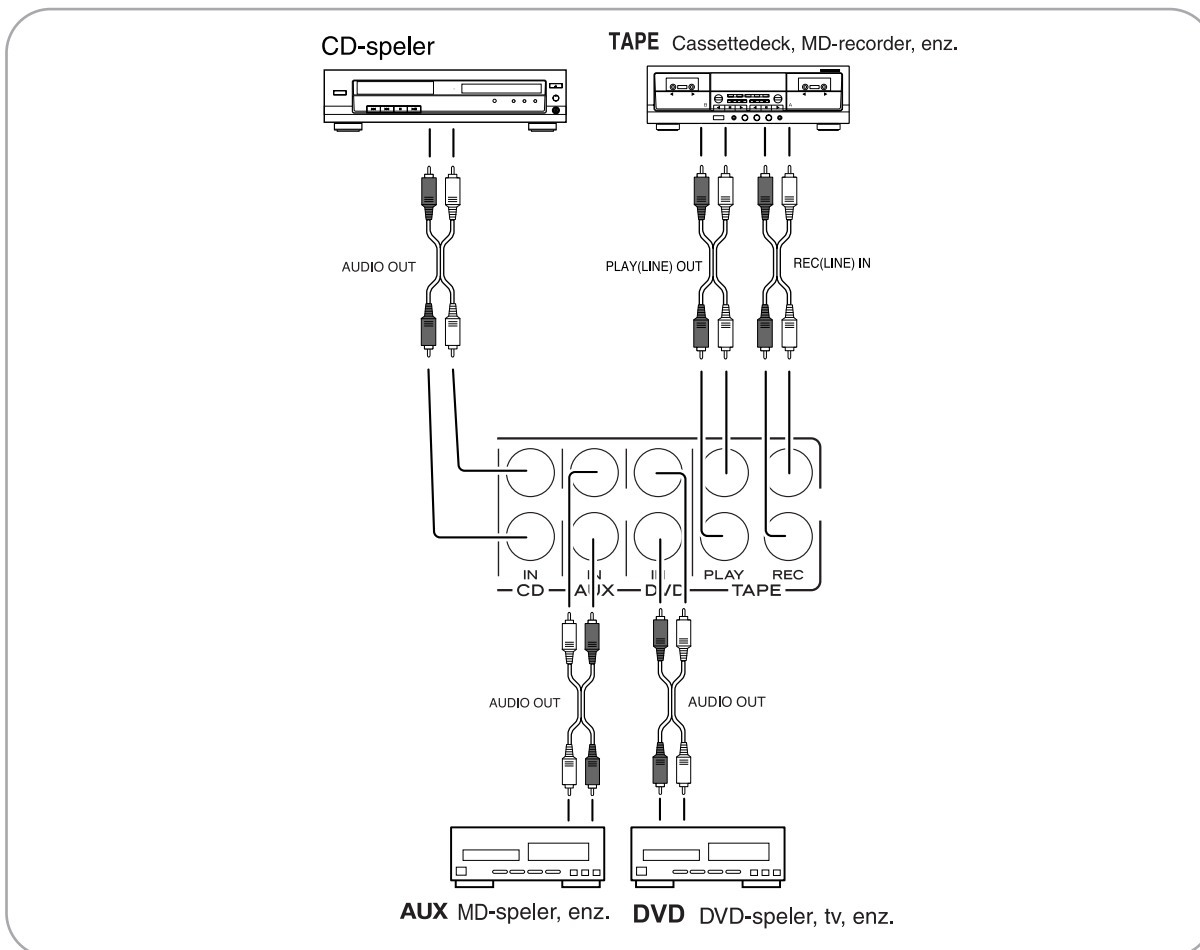 CD-speler
TAPE Cassettedeck, MD-recorder, enz.
B
A
AUDIO OUT
PLAY(LINE) OUT
REC(LINE) IN
IN
IN
IN
PLAY
REC
CD
AUX
DVD
TAPE
AUDIO OUT
AUDIO OUT
AUX MD-speler, enz.
DVD DVD-speler, tv, enz.